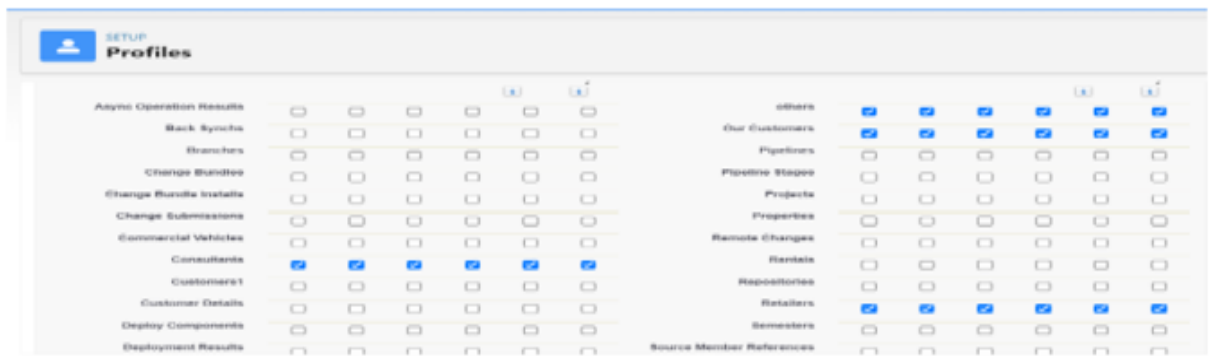 SETUP
Profiles
Async Operation Results
Back Synchs
Branches
Change Bundles
Change Bundle Installs
Change Submissions
Commercial Vehicles
Consultants
Customers1
Customer Details
Deploy Components
Deployment Results
others
Our Customers
Pipelines
Pipeline Stages
Projects
Properties
Remote Changes
Rentals
Repositories
Retailers
Semesters
Source Member References